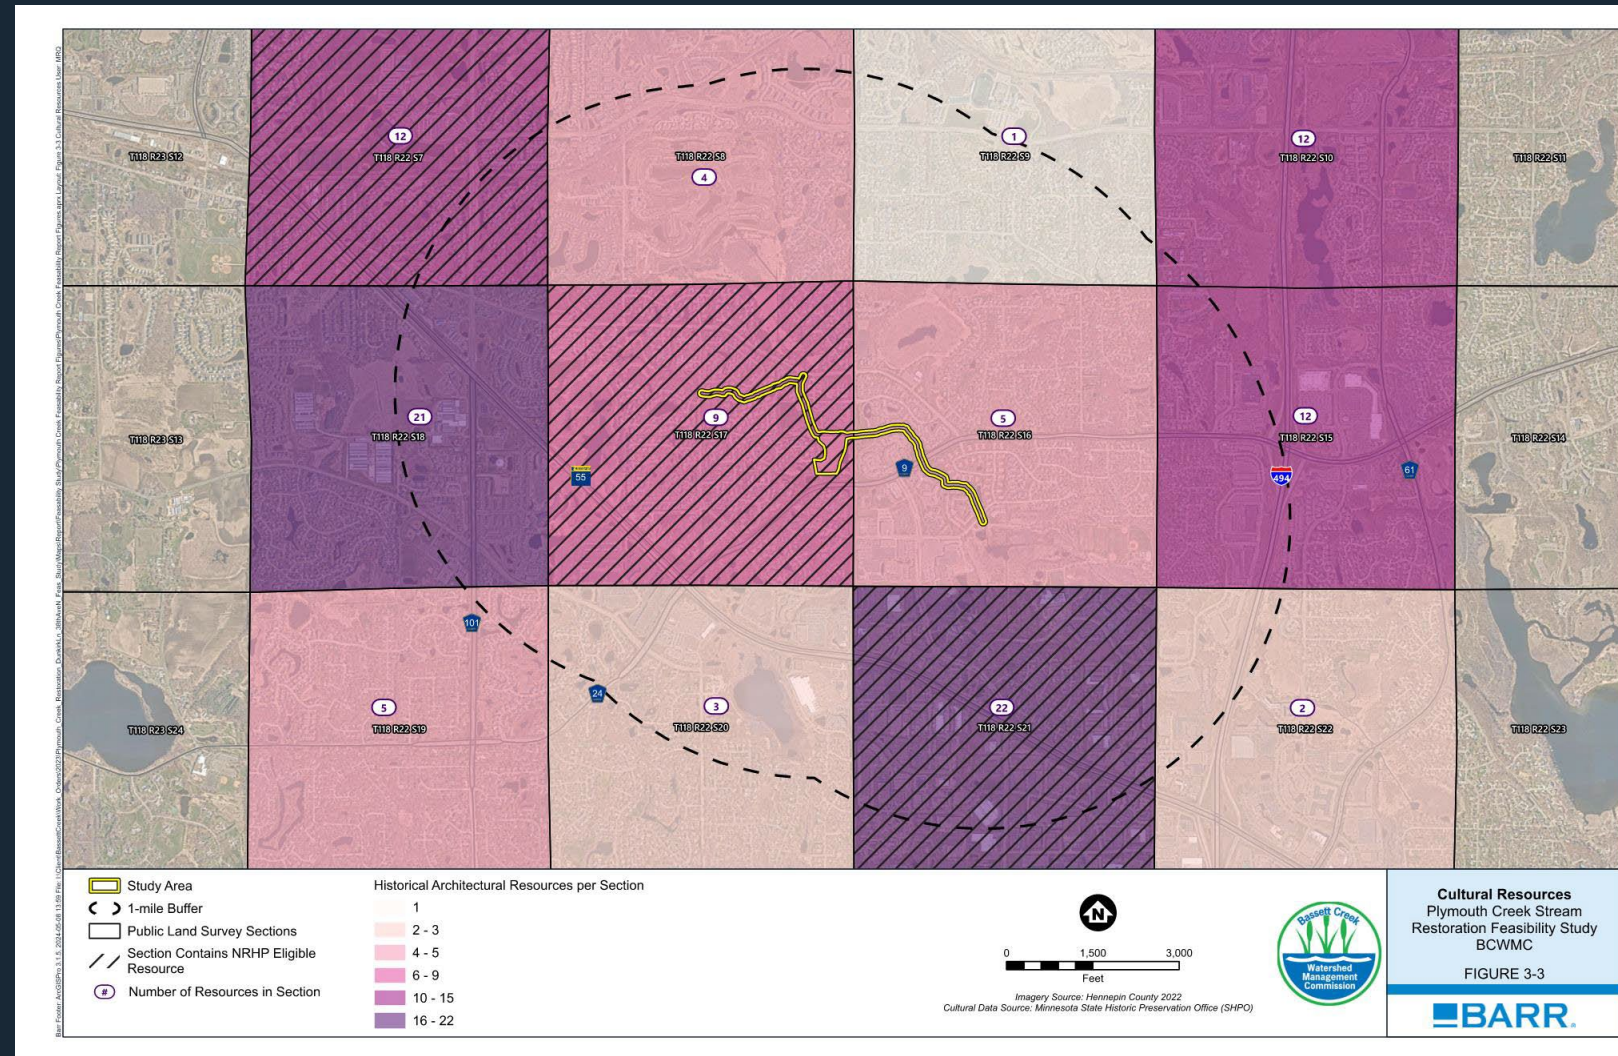 T118 R23 S12
12
T118 R22 S7
T118 R22 S8
4
1
T118 R22 S9
12
T118 R22 S10
T118 R22 S11
T118 R23 S13
21
T118 R22 S18
9
T118 R22 S17
55
5
T118 R22 S16
9
12
T118 R22 S15
494
61
T118 R22 S14
T118 R23 S24
101
5
T118 R22 S19
24
3
T118 R22 S20
22
T118 R22 S21
2
T118 R22 S22
T118 R22 S23
Study Area
1-mile Buffer
Public Land Survey Sections
Section Contains NRHP Eligible
Resource
# Number of Resources in Section
Historical Architectural Resources per Section
1
2 - 3
4 - 5
6 - 9
10 - 15
16 - 22
N
0 1,500 3,000
Feet
Imagery Source: Hennepin County 2022
Cultural Data Source: Minnesota State Historic Preservation Office (SHPO)
Bassett Creek
Watershed
Management
Commission
Cultural Resources
Plymouth Creek Stream
Restoration Feasibility Study
BCWMC
FIGURE 3-3
BARR.